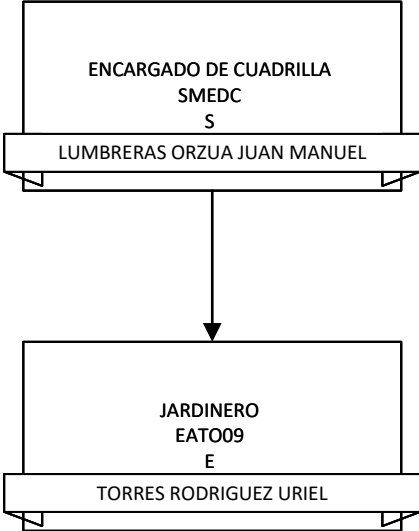 ENCARGADO DE CUADRILLA
SMEDC
S
LUMBRERAS ORZUA JUAN MANUEL
JARDINERO
EATO09
E
TORRES RODRIGUEZ URIEL